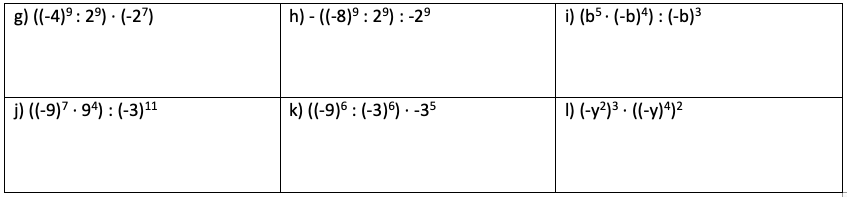 g) ((-4)⁹ : 2⁹) · (-2⁷)
h) - ((-8)⁹ : 2⁹) : -2⁹
i) (b⁵ · (-b)⁴) : (-b)³
j) ((-9)⁷ · 9⁴) : (-3)¹¹
k) ((-9)⁶ : (-3)⁶) · -3⁵
l) (-y²)³ · ((-y)⁴)²